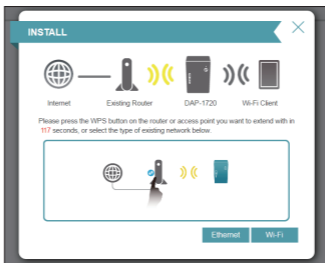 INSTALL
Internet Existing Router DAP-1720 Wi-Fi Client
Please press the WPS button on the router or access point you want to extend with in
117 seconds, or select the type of existing network below.
Ethernet Wi-Fi